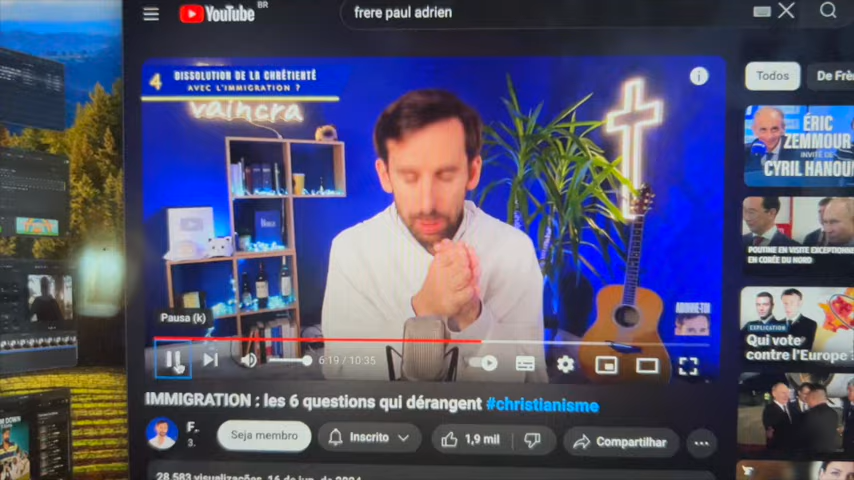 YouTube BR
frere paul adrien
4 DISSOLUTION DE LA CHRÉTIENTÉ
AVEC L'IMMIGRATION ?
vaincra
Todos
De Frè
ÉRIC
ZEMMOUR
INVITÉ DE
CYRIL HANOU
POUTINE EN VISITE EXCEPTIONN
EN CORÉE DU NORD
EXPLICATION
Qui vote
contre l'Europe
Pausa (k)
6:19 / 10:35
IMMIGRATION : les 6 questions qui dérangent #christianisme
F..
3.
Seja membro
Inscrito
1,9 mil
Compartilhar
28.583 visualizações